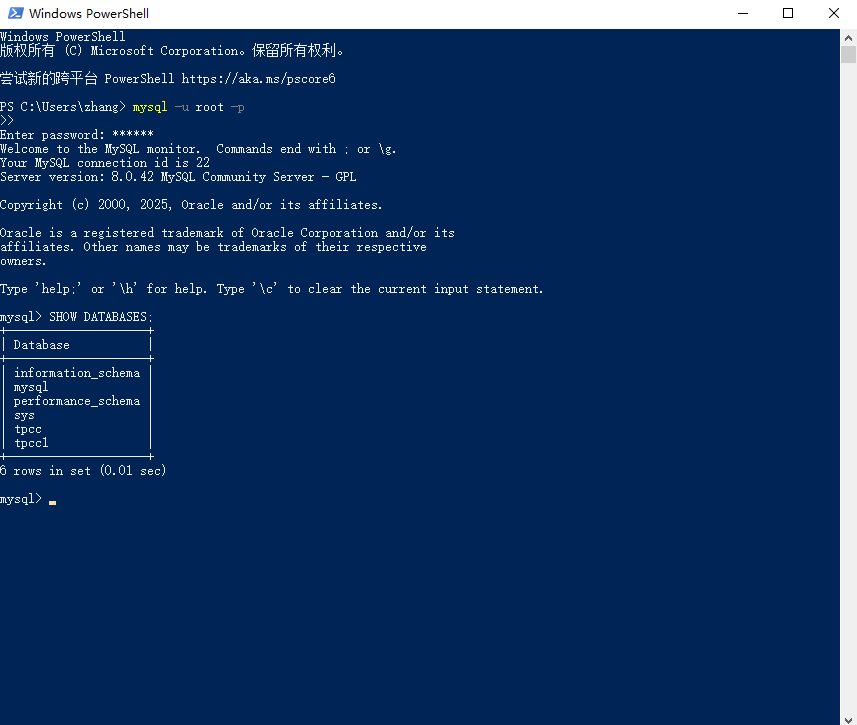 Windows PowerShell
Windows PowerShell
版权所有 (C) Microsoft Corporation。保留所有权利。
尝试新的跨平台 PowerShell https://aka.ms/pscore6
PS C:\Users\zhang> mysql -u root -p
>>
Enter password: ******
Welcome to the MySQL monitor.  Commands end with ; or \g.
Your MySQL connection id is 22
Server version: 8.0.42 MySQL Community Server - GPL
Copyright (c) 2000, 2025, Oracle and/or its affiliates.
Oracle is a registered trademark of Oracle Corporation and/or its
affiliates. Other names may be trademarks of their respective
owners.
Type 'help;' or '\h' for help. Type '\c' to clear the current input statement.
mysql> SHOW DATABASES;
+--------------------+
| Database           |
+--------------------+
| information_schema |
| mysql              |
| performance_schema |
| sys                |
| tpcc               |
| tpcc1              |
+--------------------+
6 rows in set (0.01 sec)
mysql>